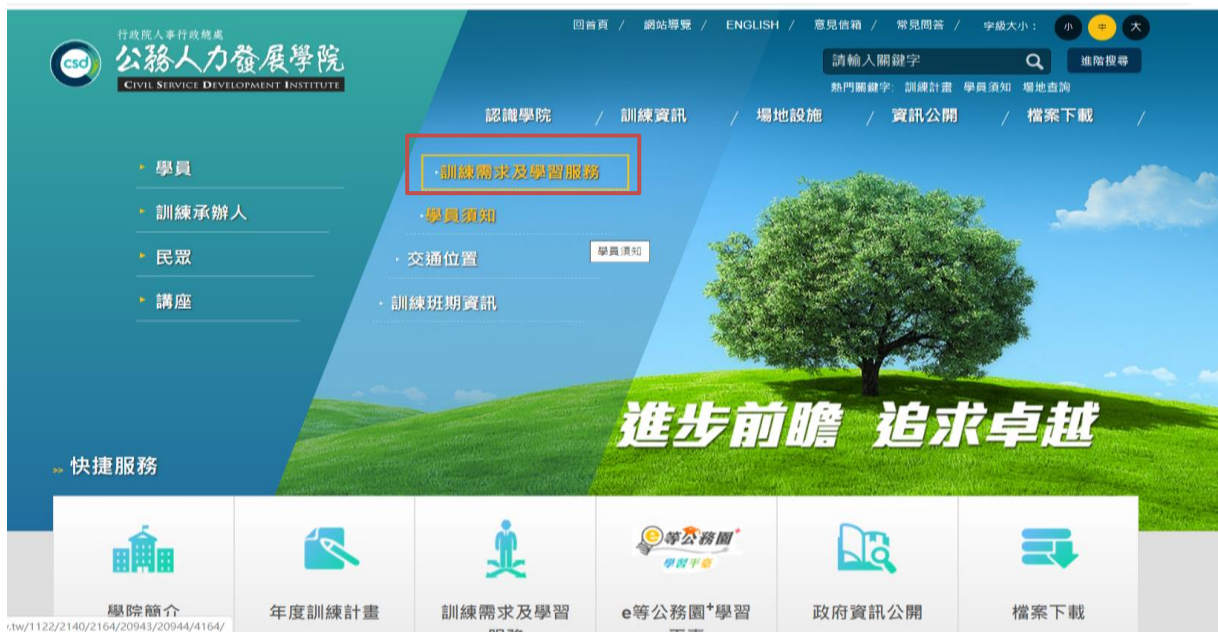 回首頁 / 網站導覽 / ENGLISH / 意見信箱 / 常見問答 / 字級大小： 小 中 大
行政院人事行政總處
csd 公務人力發展學院
CIVIL SERVICE DEVELOPMENT INSTITUTE
請輸入關鍵字 進階搜尋
熱門關鍵字: 訓練計畫 學員須知 場地查詢
認識學院 / 訓練資訊 / 場地設施 / 資訊公開 / 檔案下載 /
學員
訓練承辦人
民眾
講座
·訓練需求及學習服務
·學員須知
學員須知
·交通位置
·訓練班期資訊
進步前瞻 追求卓越
快捷服務
e等公務園+
學習平臺
學院簡介
年度訓練計畫
訓練需求及學習
服務
e等公務園+學習
平臺
政府資訊公開
檔案下載
.tw/1122/2140/2164/20943/20944/4164/